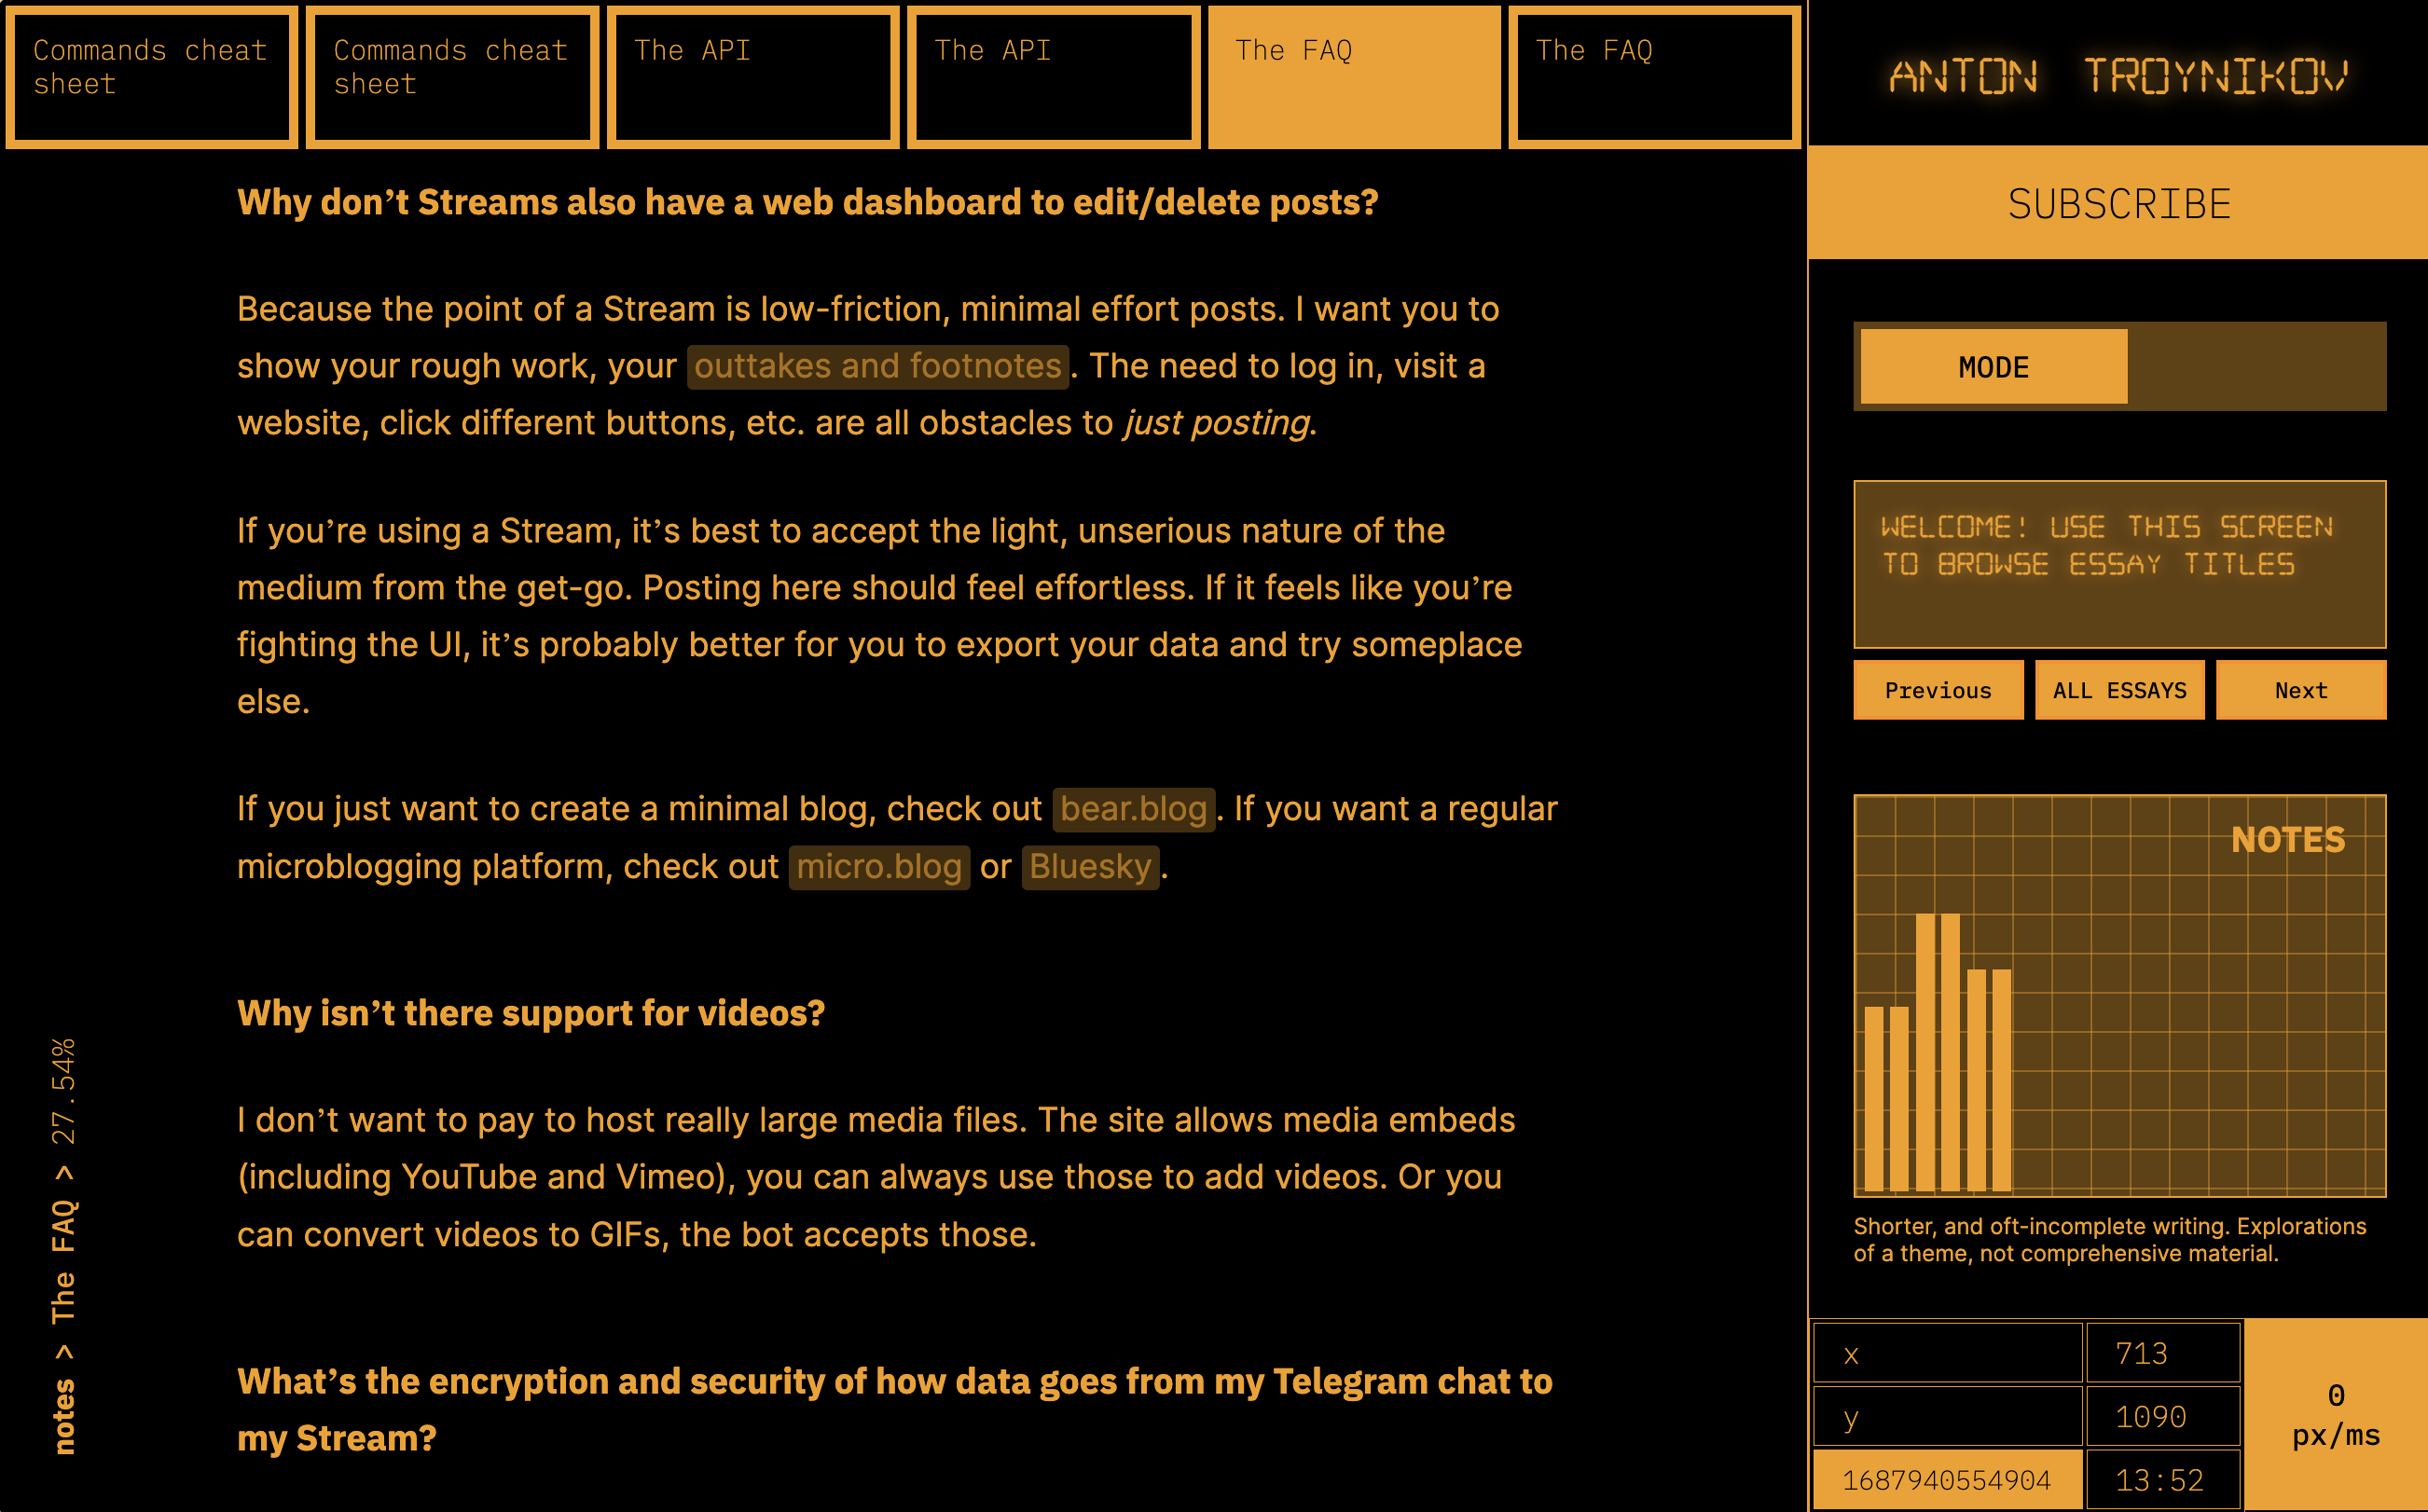 Commands cheat
sheet
Commands cheat
sheet
The API
The API
The FAQ
The FAQ
ANTON TROYNIKOV
SUBSCRIBE
Why don’t Streams also have a web dashboard to edit/delete posts?
Because the point of a Stream is low-friction, minimal effort posts. I want you to
show your rough work, your outtakes and footnotes. The need to log in, visit a
website, click different buttons, etc. are all obstacles to just posting.
If you’re using a Stream, it’s best to accept the light, unserious nature of the
medium from the get-go. Posting here should feel effortless. If it feels like you’re
fighting the UI, it’s probably better for you to export your data and try someplace
else.
If you just want to create a minimal blog, check out bear.blog. If you want a regular
microblogging platform, check out micro.blog or Bluesky.
Why isn’t there support for videos?
I don’t want to pay to host really large media files. The site allows media embeds
(including YouTube and Vimeo), you can always use those to add videos. Or you
can convert videos to GIFs, the bot accepts those.
What’s the encryption and security of how data goes from my Telegram chat to
my Stream?
notes > The FAQ > 27.54%
MODE
WELCOME! USE THIS SCREEN
TO BROWSE ESSAY TITLES
Previous
ALL ESSAYS
Next
NOTES
Shorter, and oft-incomplete writing. Explorations
of a theme, not comprehensive material.
x
713
y
1090
1687940554904
13:52
0
px/ms